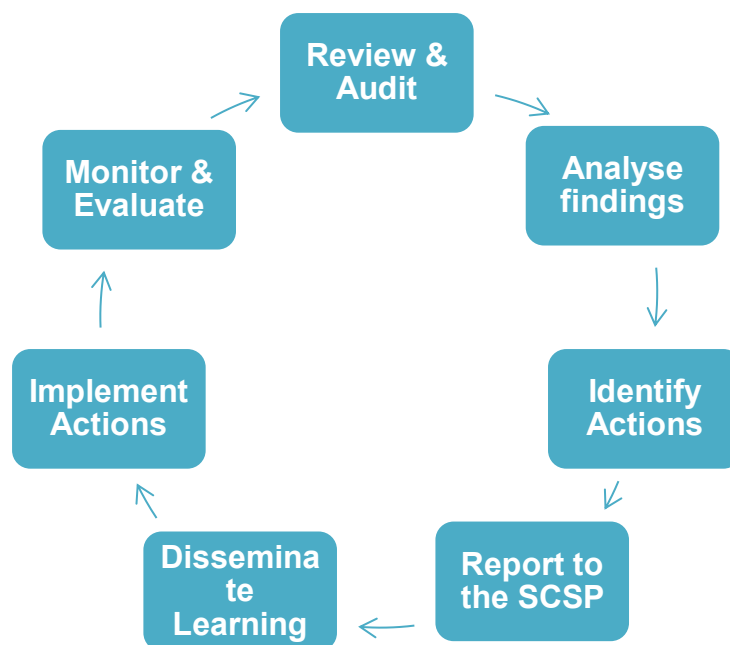 Review &
Audit
Analyse
findings
Identify
Actions
Report to
the SCSP
Dissemina
te
Learning
Implement
Actions
Monitor &
Evaluate